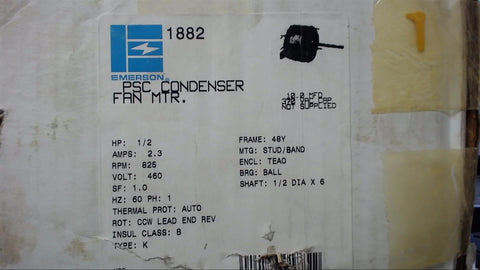 1882
EMERSON
PSC CONDENSER
FAN MTR.
10.0 MFD
370 VAC CAP
NOT SUPPLIED
1
HP: 1/2
AMPS: 2.3
RPM: 825
VOLT: 460
SF: 1.0
HZ: 60 PH: 1
THERMAL PROT: AUTO
ROT: CCW LEAD END REV
INSUL CLASS: B
TYPE: K
FRAME: 48Y
MTG: STUD/BAND
ENCL: TEAO
BRG: BALL
SHAFT: 1/2 DIA X 6